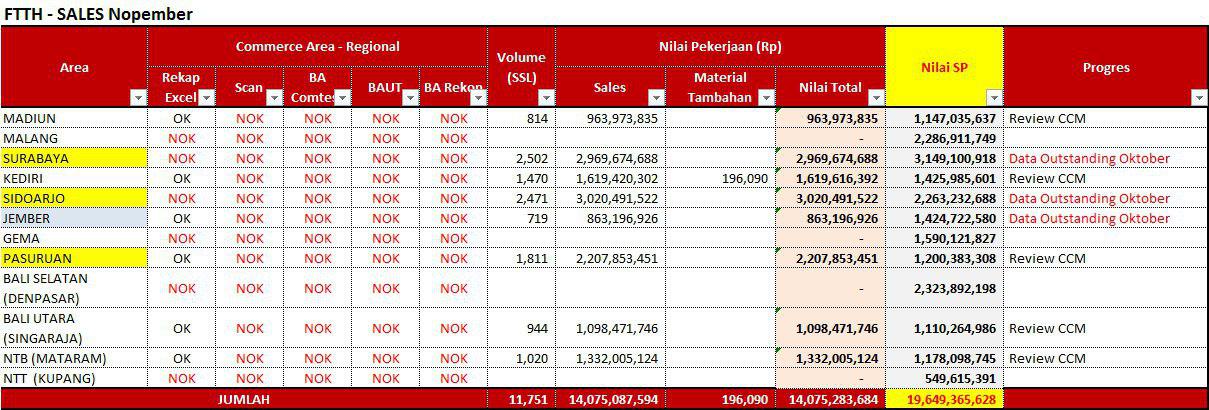 FTTH - SALES Nopember
Area Commerce Area - Regional Volume (SSL) Nilai Pekerjaan (Rp) Nilai SP Progres
Rekap Excel Scan BA Comtes BAUT BA Rekon Sales Material Tambahan Nilai Total
MADIUN OK NOK NOK NOK NOK 814 963,973,835 963,973,835 1,147,035,637 Review CCM
MALANG NOK NOK NOK NOK NOK - 2,286,911,749
SURABAYA NOK NOK NOK NOK NOK 2,502 2,969,674,688 2,969,674,688 3,149,100,918 Data Outstanding Oktober
KEDIRI OK NOK NOK NOK NOK 1,470 1,619,420,302 196,090 1,619,616,392 1,425,985,601 Review CCM
SIDOARJO NOK NOK NOK NOK NOK 2,471 3,020,491,522 3,020,491,522 2,263,232,688 Data Outstanding Oktober
JEMBER OK NOK NOK NOK NOK 719 863,196,926 863,196,926 1,424,722,580 Data Outstanding Oktober
GEMA NOK NOK NOK NOK NOK - 1,590,121,827
PASURUAN OK NOK NOK NOK NOK 1,811 2,207,853,451 2,207,853,451 1,200,383,308 Review CCM
BALI SELATAN
(DENPASAR) NOK NOK NOK NOK NOK - 2,323,892,198
BALI UTARA
(SINGARAJA) OK NOK NOK NOK NOK 944 1,098,471,746 1,098,471,746 1,110,264,986 Review CCM
NTB (MATARAM) OK NOK NOK NOK NOK 1,020 1,332,005,124 1,332,005,124 1,178,098,745 Review CCM
NTT (KUPANG) NOK NOK NOK NOK NOK - 549,615,391
JUMLAH 11,751 14,075,087,594 196,090 14,075,283,684 19,649,365,628